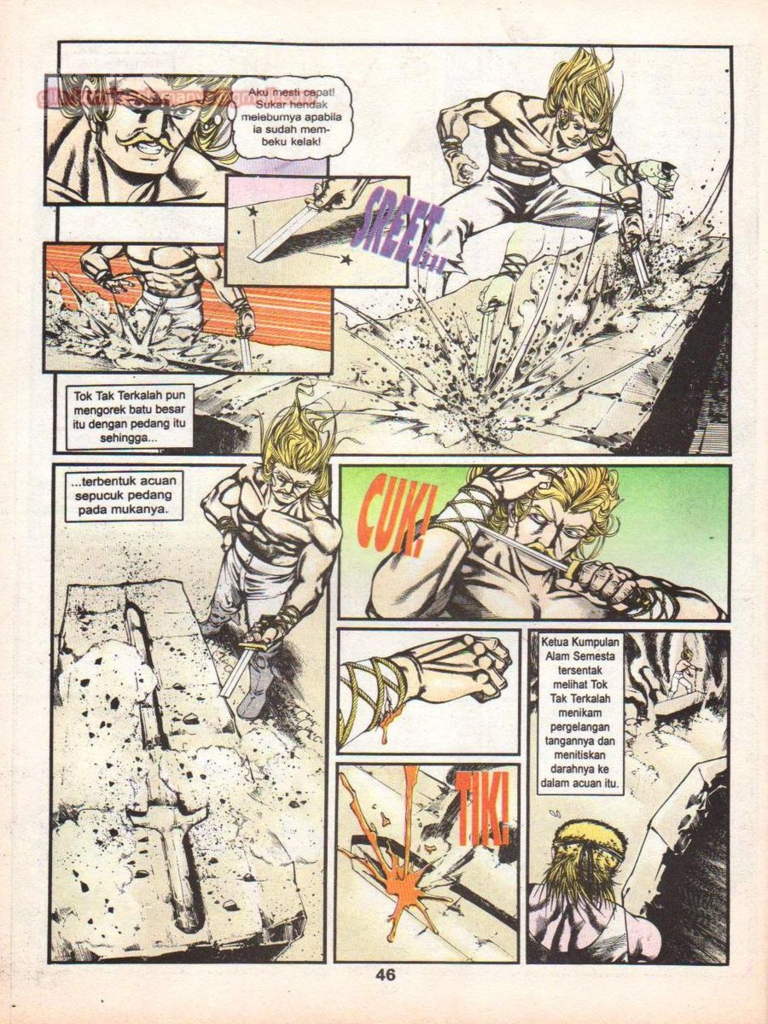 Aku mesti cepat!
Sukar hendak
meleburnya apabila
ia sudah mem-
beku kelak!
SREET...
Tok Tak Terkalah pun
mengorek batu besar
itu dengan pedang itu
sehingga...
...terbentuk acuan
sepucuk pedang
pada mukanya.
CUK!
TIK!
Ketua Kumpulan
Alam Semesta
tersentak
melihat Tok
Tak Terkalah
menikam
pergelangan
tangannya dan
menitiskan
darahnya ke
dalam acuan itu.
46